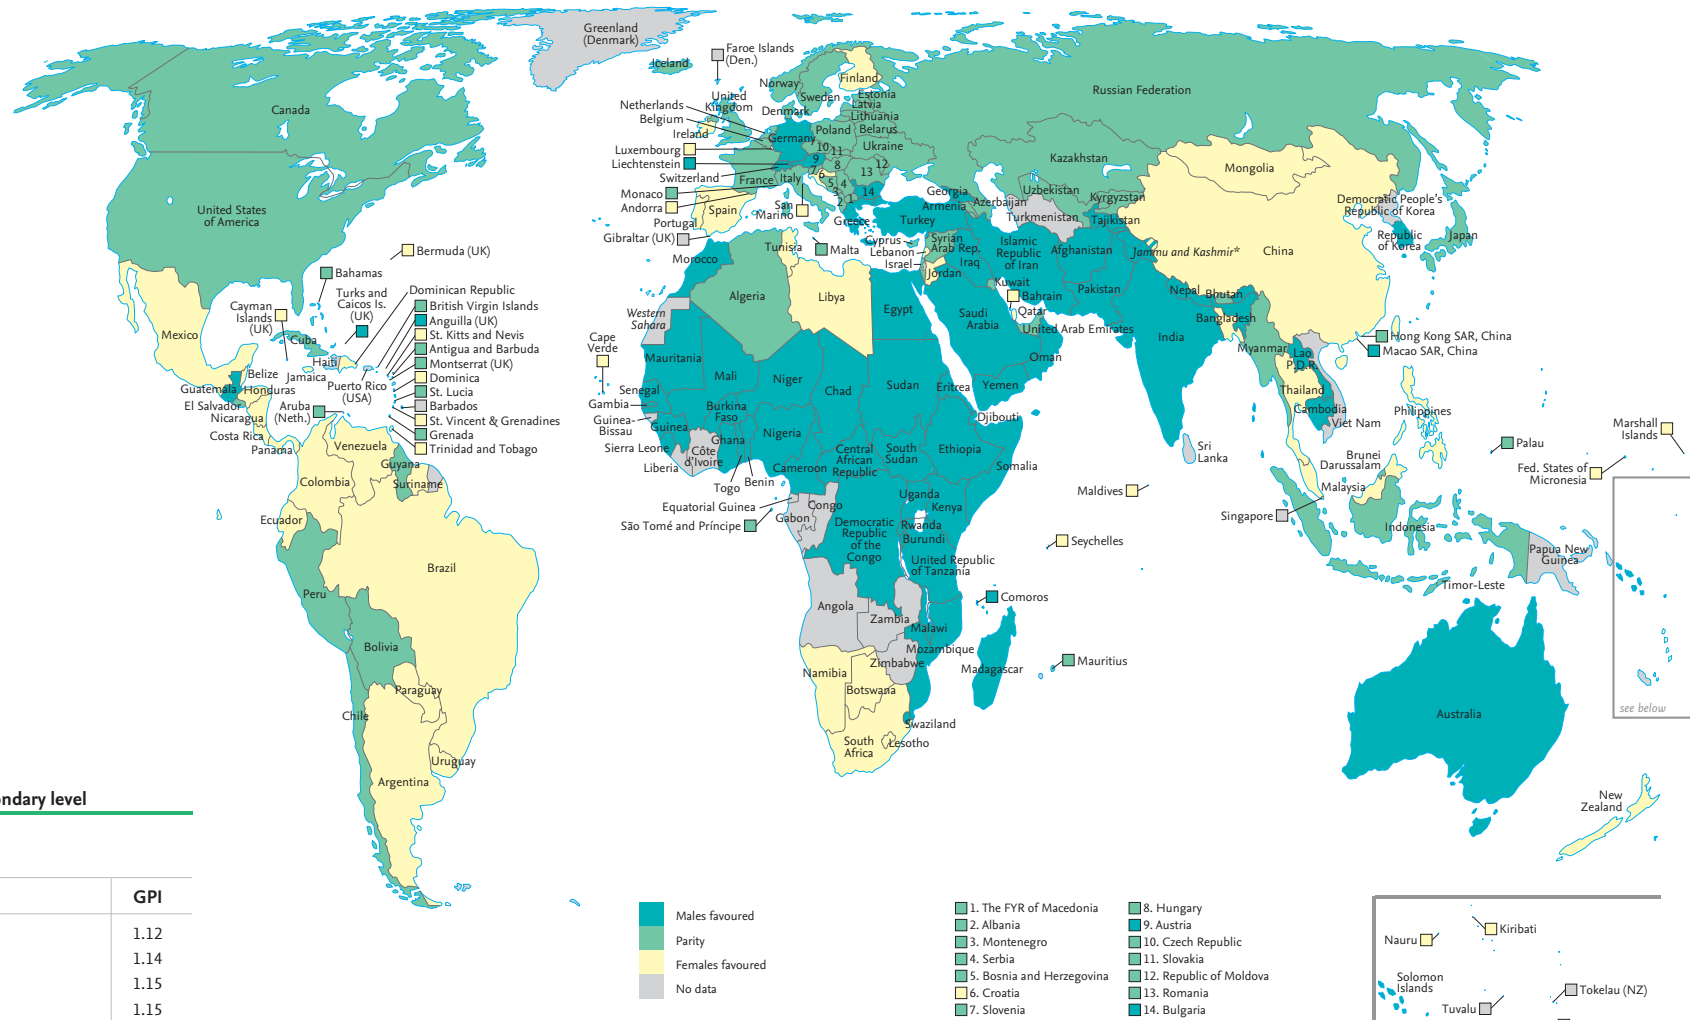 Greenland
(Denmark)
Faroe Islands
(Den.)
Iceland
Norway
Sweden
Finland
Estonia
Latvia
Lithuania
Belarus
Denmark
United
Kingdom
Netherlands
Belgium
Ireland
Luxembourg
Liechtenstein
Switzerland
Monaco
Andorra
Germany
Poland
Ukraine
France
Italy
Spain
Portugal
San
Marino
Gibraltar (UK)
Malta
Greece
10
11
9
8
12
13
7
6
5
4
3
2
1
14
Russian Federation
Kazakhstan
Mongolia
Uzbekistan
Kyrgyzstan
Turkmenistan
Tajikistan
Georgia
Azerbaijan
Armenia
Turkey
Cyprus
Lebanon
Israel
Syrian
Arab Rep.
Iraq
Jordan
Islamic
Republic
of Iran
Afghanistan
Jammu and Kashmir*
China
Democratic People's
Republic of Korea
Republic
of Korea
Japan
Kuwait
Bahrain
Qatar
United Arab Emirates
Saudi
Arabia
Oman
Yemen
Pakistan
Nepal
Bhutan
Bangladesh
India
Myanmar
Lao
P.D.R.
Thailand
Cambodia
Viet Nam
Hong Kong SAR, China
Macao SAR, China
Philippines
Sri
Lanka
Maldives
Brunei
Darussalam
Malaysia
Singapore
Indonesia
Timor-Leste
Papua New
Guinea
Palau
Marshall
Islands
Fed. States of
Micronesia
see below
Australia
New
Zealand
Canada
United States
of America
Bermuda (UK)
Bahamas
Turks and
Caicos Is.
(UK)
Cayman
Islands
(UK)
Cuba
Mexico
Haiti
Jamaica
Belize
Guatemala
Honduras
El Salvador
Nicaragua
Costa Rica
Panama
Puerto Rico
(USA)
Aruba
(Neth.)
Dominican Republic
British Virgin Islands
Anguilla (UK)
St. Kitts and Nevis
Antigua and Barbuda
Montserrat (UK)
Dominica
St. Lucia
Barbados
St. Vincent & Grenadines
Grenada
Trinidad and Tobago
Venezuela
Guyana
Suriname
Colombia
Ecuador
Brazil
Peru
Bolivia
Paraguay
Chile
Uruguay
Argentina
Morocco
Tunisia
Algeria
Libya
Egypt
Western
Sahara
Cape
Verde
Mauritania
Mali
Niger
Chad
Sudan
Eritrea
Djibouti
Senegal
Gambia
Guinea-
Bissau
Guinea
Sierra Leone
Liberia
Côte
d'Ivoire
Burkina
Faso
Ghana
Togo
Benin
Nigeria
Cameroon
Central
African
Republic
South
Sudan
Ethiopia
Somalia
Equatorial Guinea
São Tomé and Príncipe
Gabon
Congo
Democratic
Republic
of the
Congo
Uganda
Kenya
Rwanda
Burundi
United Republic
of Tanzania
Seychelles
Comoros
Angola
Zambia
Malawi
Mozambique
Zimbabwe
Madagascar
Mauritius
Namibia
Botswana
Swaziland
South
Africa
Lesotho
ndary level
GPI
1.12
1.14
1.15
1.15
Males favoured
Parity
Females favoured
No data
1. The FYR of Macedonia
2. Albania
3. Montenegro
4. Serbia
5. Bosnia and Herzegovina
6. Croatia
7. Slovenia
8. Hungary
9. Austria
10. Czech Republic
11. Slovakia
12. Republic of Moldova
13. Romania
14. Bulgaria
Nauru
Kiribati
Solomon
Islands
Tuvalu
Tokelau (NZ)